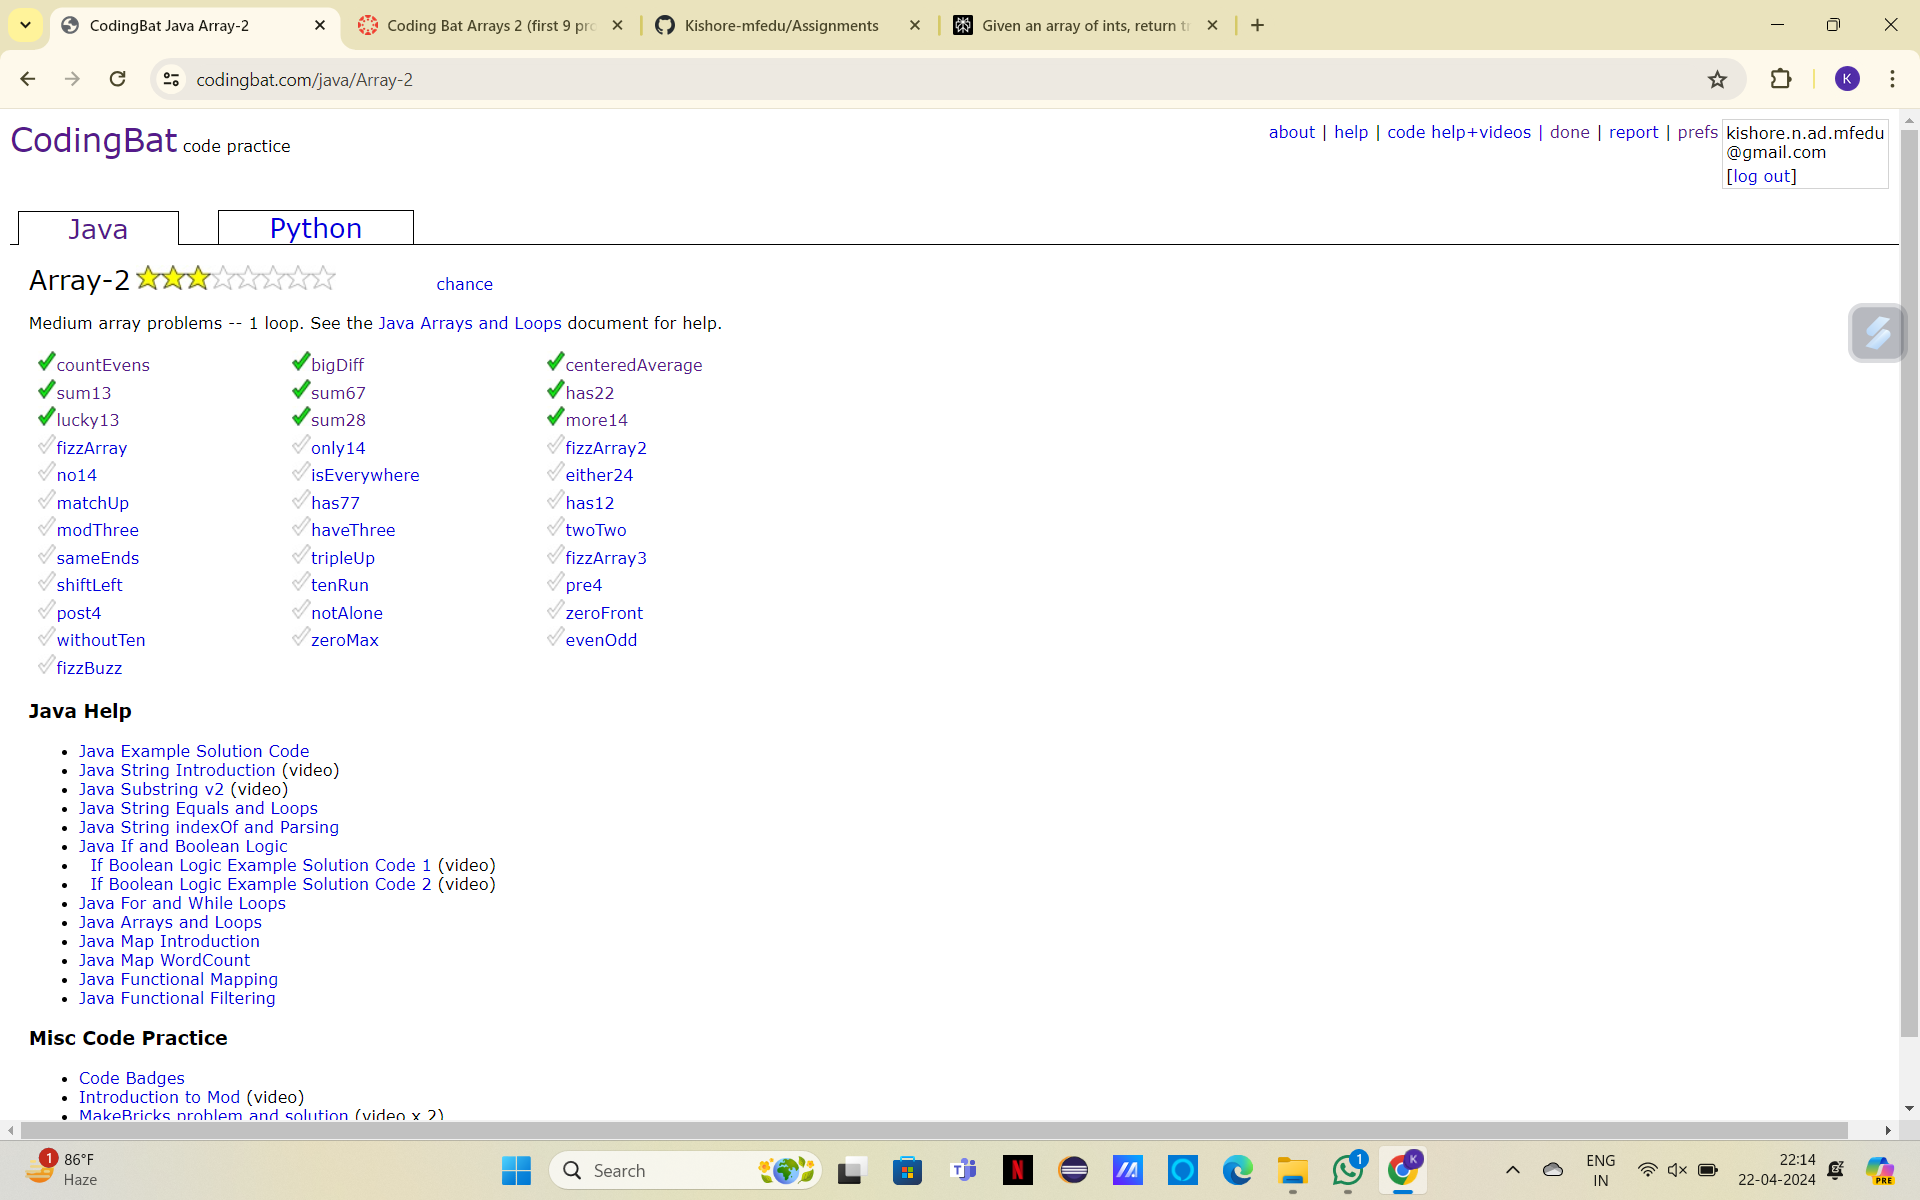 CodingBat Java Array-2
Coding Bat Arrays 2 (first 9 pro
Kishore-mfedu/Assignments
Given an array of ints, return tr
codingbat.com/java/Array-2
K
CodingBat code practice
about | help | code help+videos | done | report | prefs
kishore.n.ad.mfedu
@gmail.com
[log out]
Java
Python
Array-2
chance
Medium array problems -- 1 loop. See the Java Arrays and Loops document for help.
countEvens bigDiff centeredAverage
sum13 sum67 has22
lucky13 sum28 more14
fizzArray only14 fizzArray2
no14 isEverywhere either24
matchUp has77 has12
modThree haveThree twoTwo
sameEnds tripleUp fizzArray3
shiftLeft tenRun pre4
post4 notAlone zeroFront
withoutTen zeroMax evenOdd
fizzBuzz
Java Help
• Java Example Solution Code
• Java String Introduction (video)
• Java Substring v2 (video)
• Java String Equals and Loops
• Java String indexOf and Parsing
• Java If and Boolean Logic
• If Boolean Logic Example Solution Code 1 (video)
• If Boolean Logic Example Solution Code 2 (video)
• Java For and While Loops
• Java Arrays and Loops
• Java Map Introduction
• Java Map WordCount
• Java Functional Mapping
• Java Functional Filtering
Misc Code Practice
• Code Badges
• Introduction to Mod (video)
• MakeBricks problem and solution (video x 2)
1
86°F
Haze
Search
T
N
1
K
ENG
IN
22:14
22-04-2024
PRE